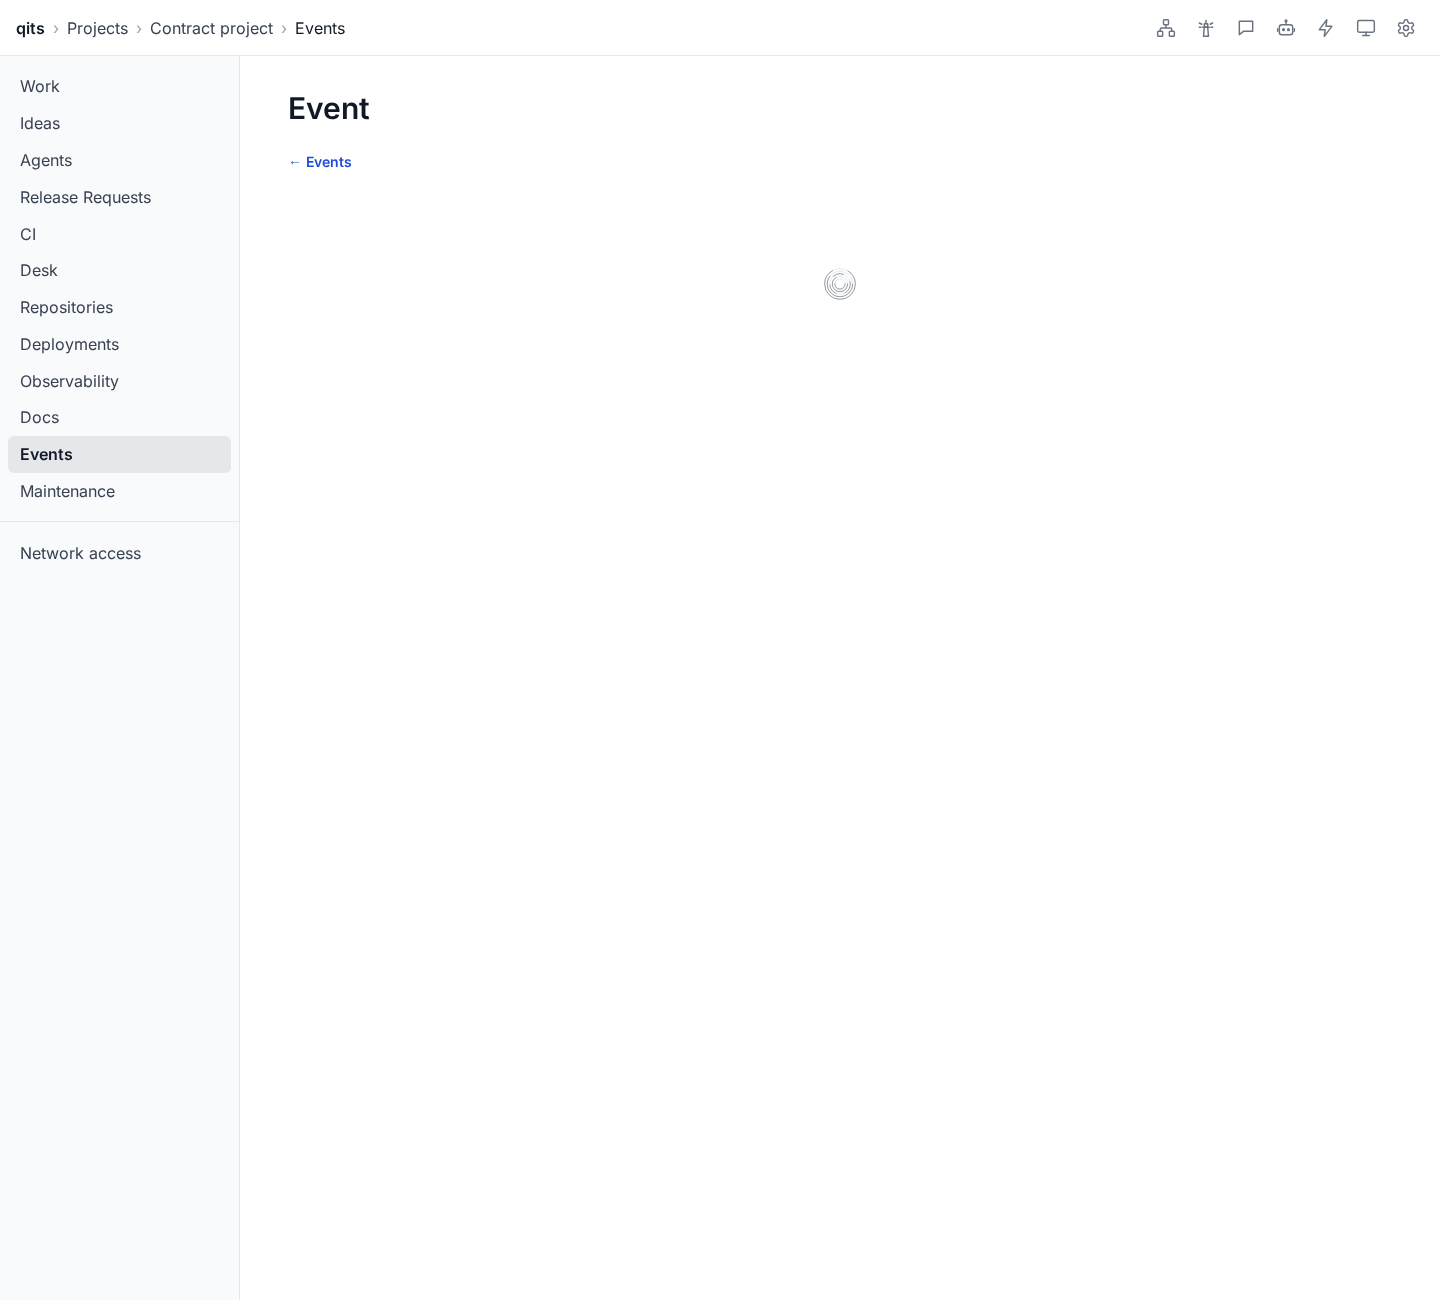 qits › Projects › Contract project › Events
Work
Ideas
Agents
Release Requests
CI
Desk
Repositories
Deployments
Observability
Docs
Events
Maintenance
Network access
Event
← Events